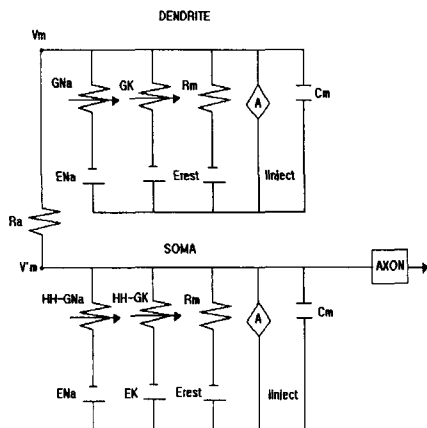 DENDRITE
Vm
GNa GK Rm A Cm
ENa Erest Iinject
Ra
SOMA
V'm AXON
HH-GNa HH-GK Rm A Cm
ENa EK Erest Iinject